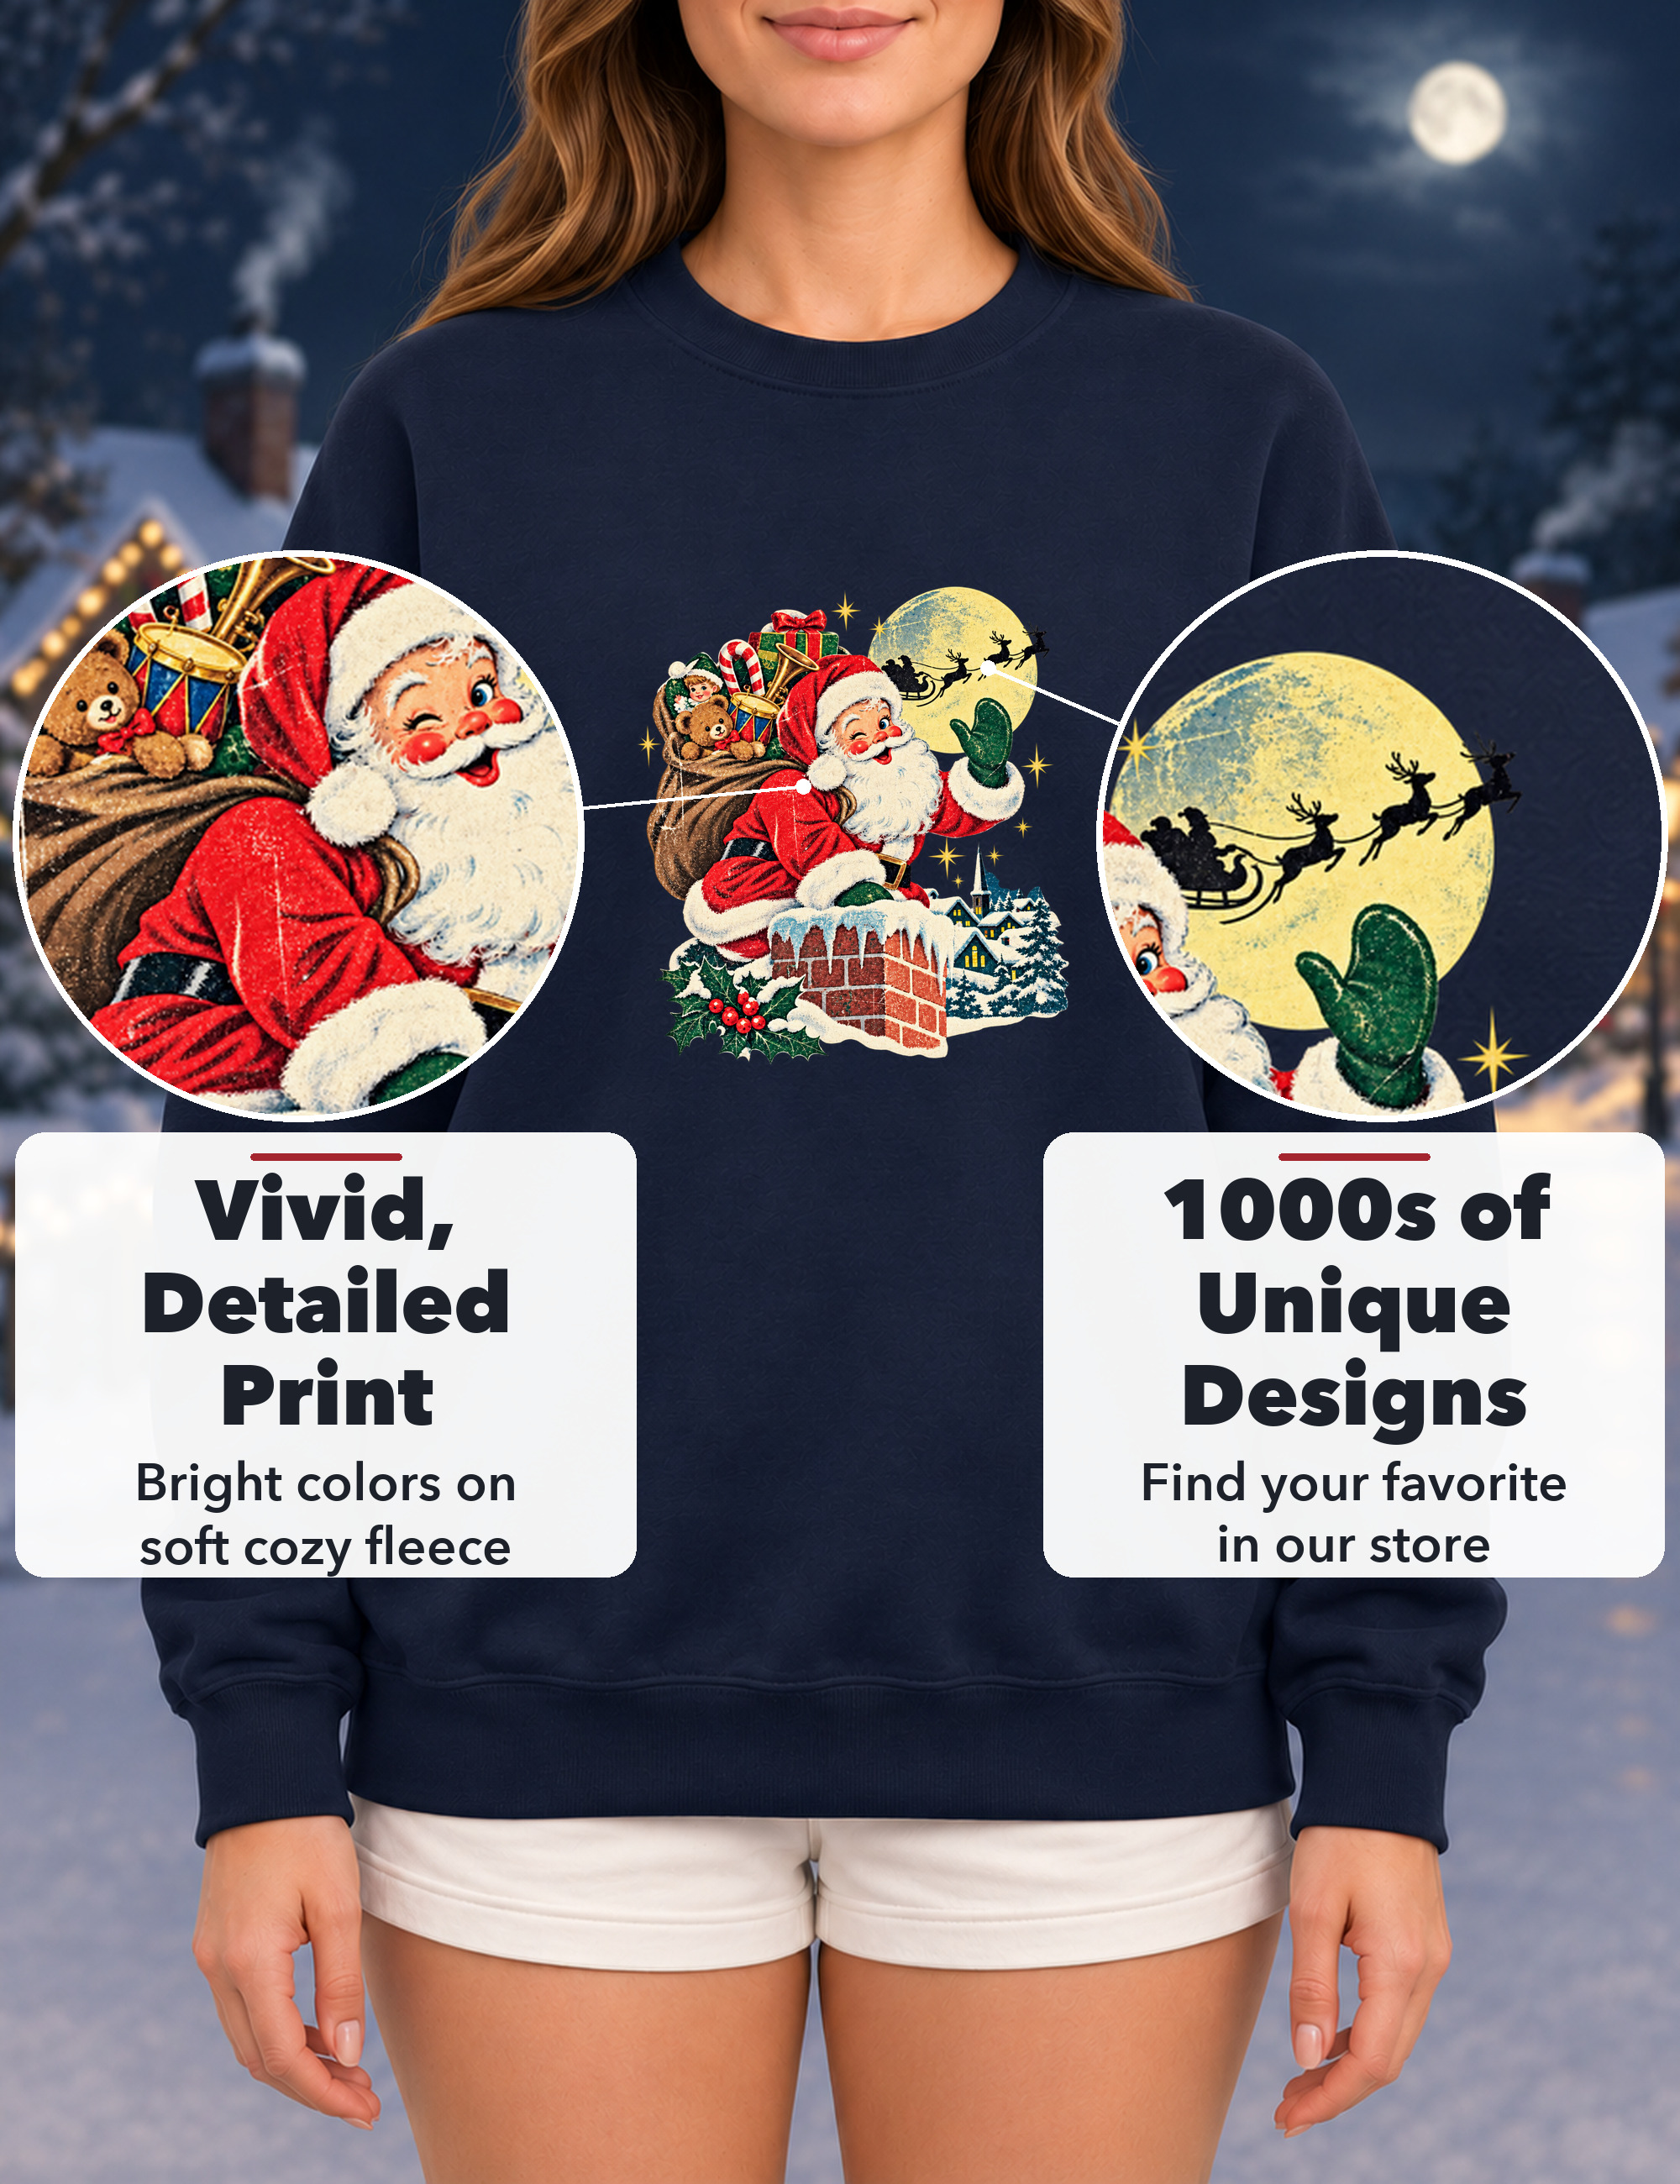 Vivid,
Detailed
Print
Bright colors on
soft cozy fleece
1000s of
Unique
Designs
Find your favorite
in our store